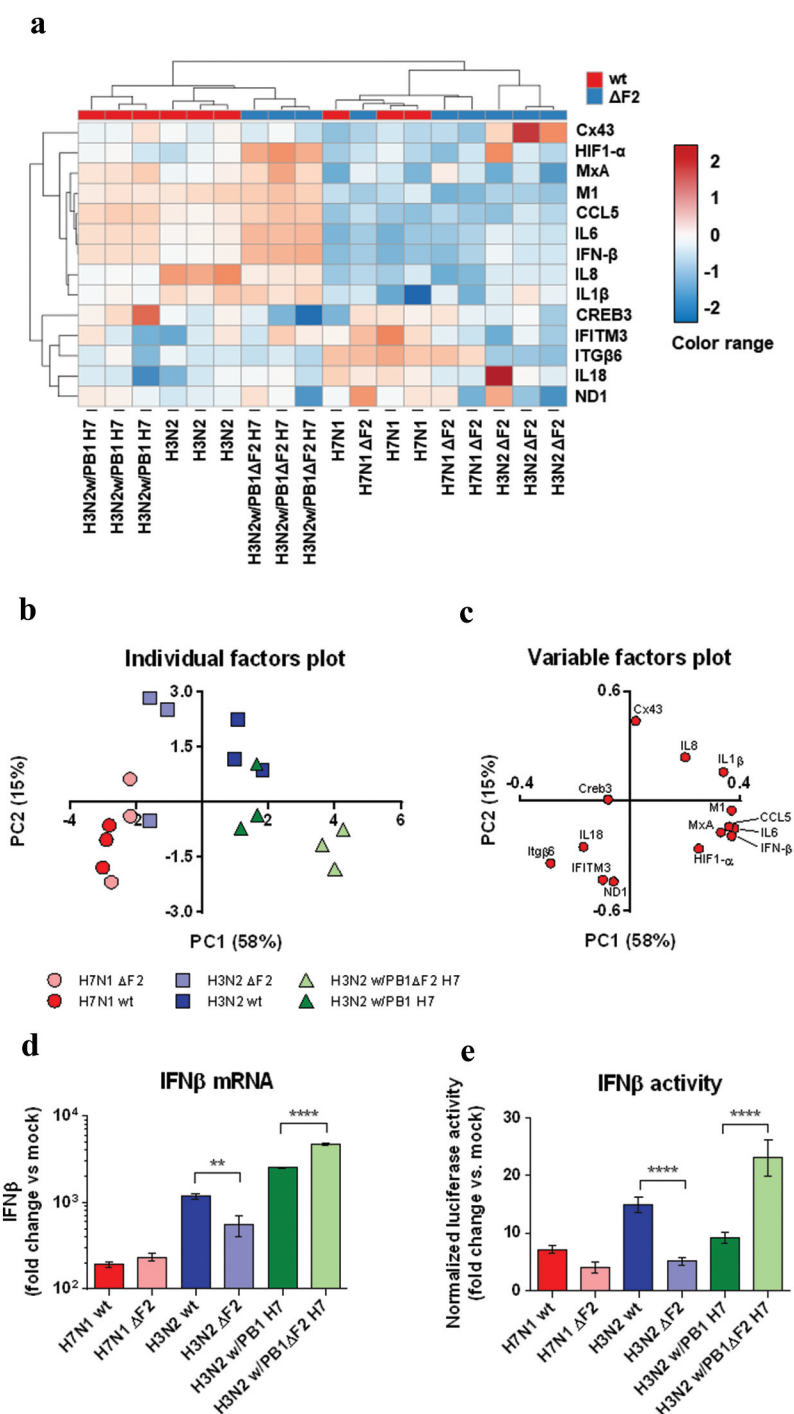 a
wt
ΔF2
Cx43
HIF1-α
MxA
M1
CCL5
IL6
IFN-β
IL8
IL1β
CREB3
IFITM3
ITGβ6
IL18
ND1
2
1
0
-1
-2
Color range
H3N2w/PB1 H7
H3N2w/PB1 H7
H3N2w/PB1 H7
H3N2
H3N2
H3N2
H3N2w/PB1ΔF2 H7
H3N2w/PB1ΔF2 H7
H3N2w/PB1ΔF2 H7
H7N1
H7N1 ΔF2
H7N1
H7N1
H7N1 ΔF2
H7N1 ΔF2
H3N2 ΔF2
H3N2 ΔF2
H3N2 ΔF2
b
Individual factors plot
PC2 (15%)
3.0
1.5
-1.5
-3.0
-4
-2
2
4
6
PC1 (58%)
H7N1 ΔF2
H3N2 ΔF2
H3N2 w/PB1ΔF2 H7
H7N1 wt
H3N2 wt
H3N2 w/PB1 H7
c
Variable factors plot
PC2 (15%)
0.6
-0.6
-0.4
0.4
Cx43
IL8
IL1β
Creb3
M1
CCL5
MxA
IL6
IFN-β
HIF1-α
IL18
Itgβ6
IFITM3
ND1
PC1 (58%)
d
IFNβ mRNA
IFNβ
(fold change vs mock)
10⁴
10³
10²
**
****
H7N1 wt
H7N1 ΔF2
H3N2 wt
H3N2 ΔF2
H3N2 w/PB1 H7
H3N2 w/PB1ΔF2 H7
e
IFNβ activity
Normalized luciferase activity
(fold change vs. mock)
30
20
10
0
****
****
H7N1 wt
H7N1 ΔF2
H3N2 wt
H3N2 ΔF2
H3N2 w/PB1 H7
H3N2 w/PB1ΔF2 H7